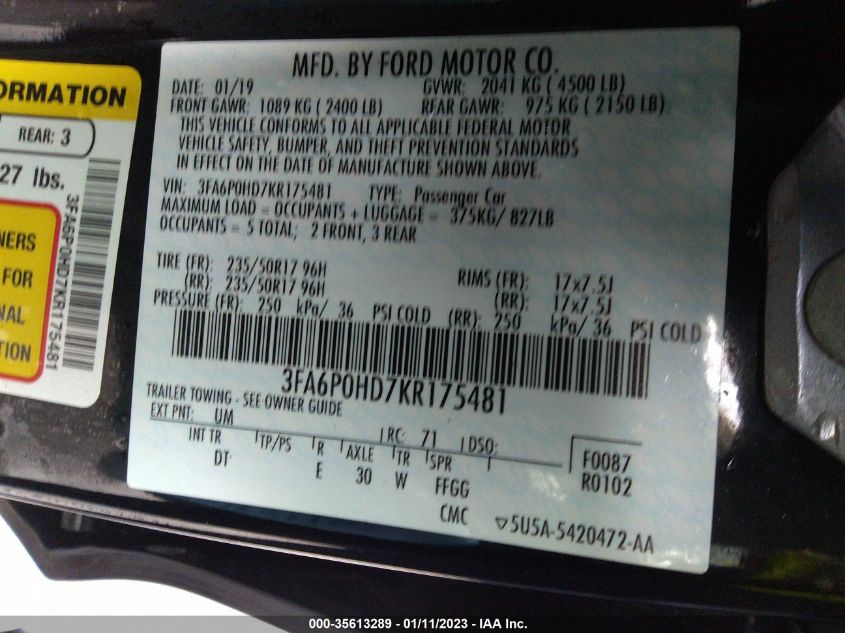 ORMATION
REAR: 3
27 lbs.
3FA6P0HD7KR175481
NERS
FOR
NAL
TION
MFD. BY FORD MOTOR CO.
DATE: 01/19 GVWR: 2041 KG ( 4500 LB)
FRONT GAWR: 1089 KG ( 2400 LB) REAR GAWR: 975 KG ( 2150 LB)
THIS VEHICLE CONFORMS TO ALL APPLICABLE FEDERAL MOTOR
VEHICLE SAFETY, BUMPER, AND THEFT PREVENTION STANDARDS
IN EFFECT ON THE DATE OF MANUFACTURE SHOWN ABOVE.
VIN: 3FA6P0HD7KR175481 TYPE: Passenger Car
MAXIMUM LOAD = OCCUPANTS + LUGGAGE = 375KG/ 827LB
OCCUPANTS = 5 TOTAL; 2 FRONT, 3 REAR
TIRE (FR): 235/50R17 96H RIMS (FR): 17x7.5J
(RR): 235/50R17 96H (RR): 17x7.5J
PRESSURE (FR): 250 kPa/ 36 PSI COLD (RR): 250 kPa/ 36 PSI COLD
3FA6P0HD7KR175481
TRAILER TOWING - SEE OWNER GUIDE
EXT PNT: UM RC: 71 DSO: F0087
INT TR TP/PS R AXLE TR SPR R0102
DT E 30 W FFGG
CMC ▽5U5A-5420472-AA
000-35613289 - 01/11/2023 - IAA Inc.